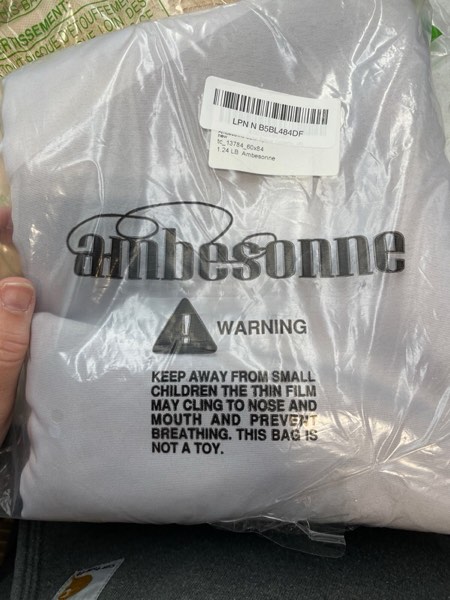 LPN N B5BL484DF
tc_13784_60x84
1.24 LB Ambesonne
ambesonne
WARNING
KEEP AWAY FROM SMALL
CHILDREN THE THIN FILM
MAY CLING TO NOSE AND
MOUTH AND PREVENT
BREATHING. THIS BAG IS
NOT A TOY.